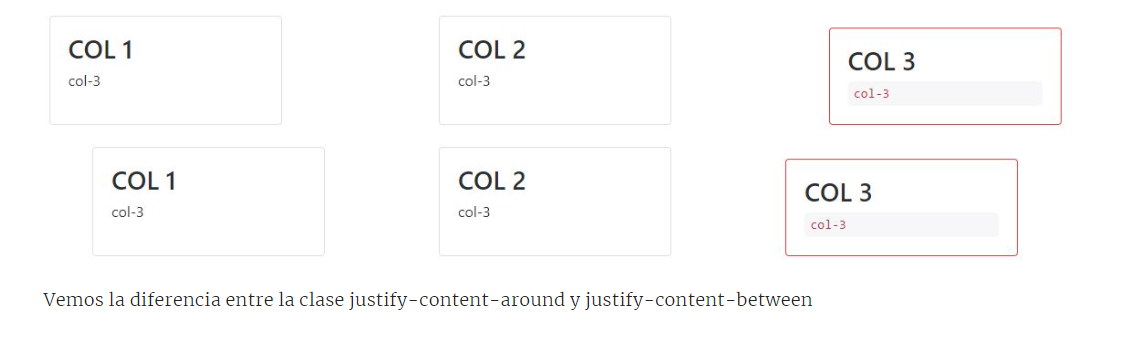 COL 1
col-3
COL 2
col-3
COL 3
col-3
COL 1
col-3
COL 2
col-3
COL 3
col-3
Vemos la diferencia entre la clase justify-content-around y justify-content-between